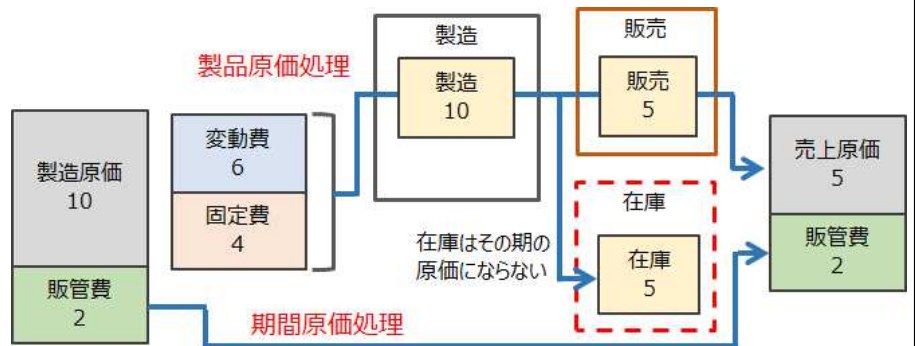 製造
販売
製品原価処理
製造
10
販売
5
製造原価
10
変動費
6
固定費
4
売上原価
5
在庫
在庫はその期の
原価にならない
在庫
5
販管費
2
販管費
2
期間原価処理